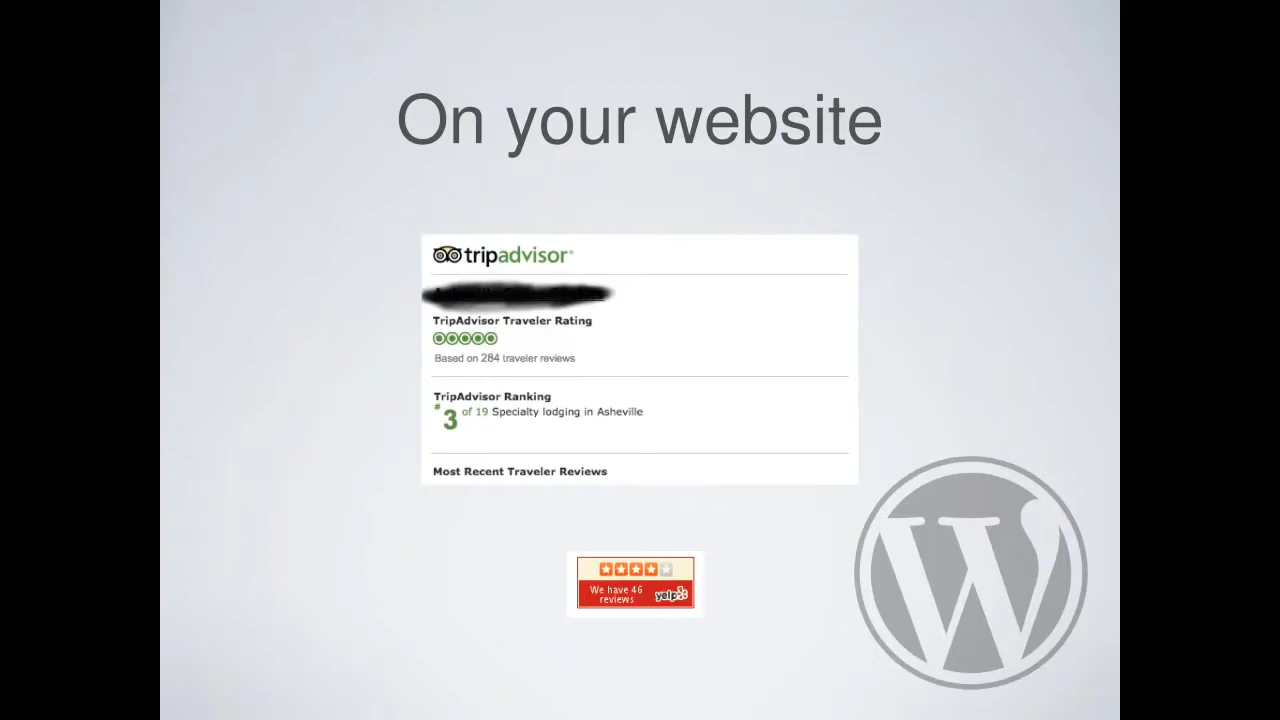 On your website
tripadvisor®
TripAdvisor Traveler Rating
Based on 284 traveler reviews
TripAdvisor Ranking
#3 of 19 Specialty lodging in Asheville
Most Recent Traveler Reviews
We have 46
reviews
yelp
W